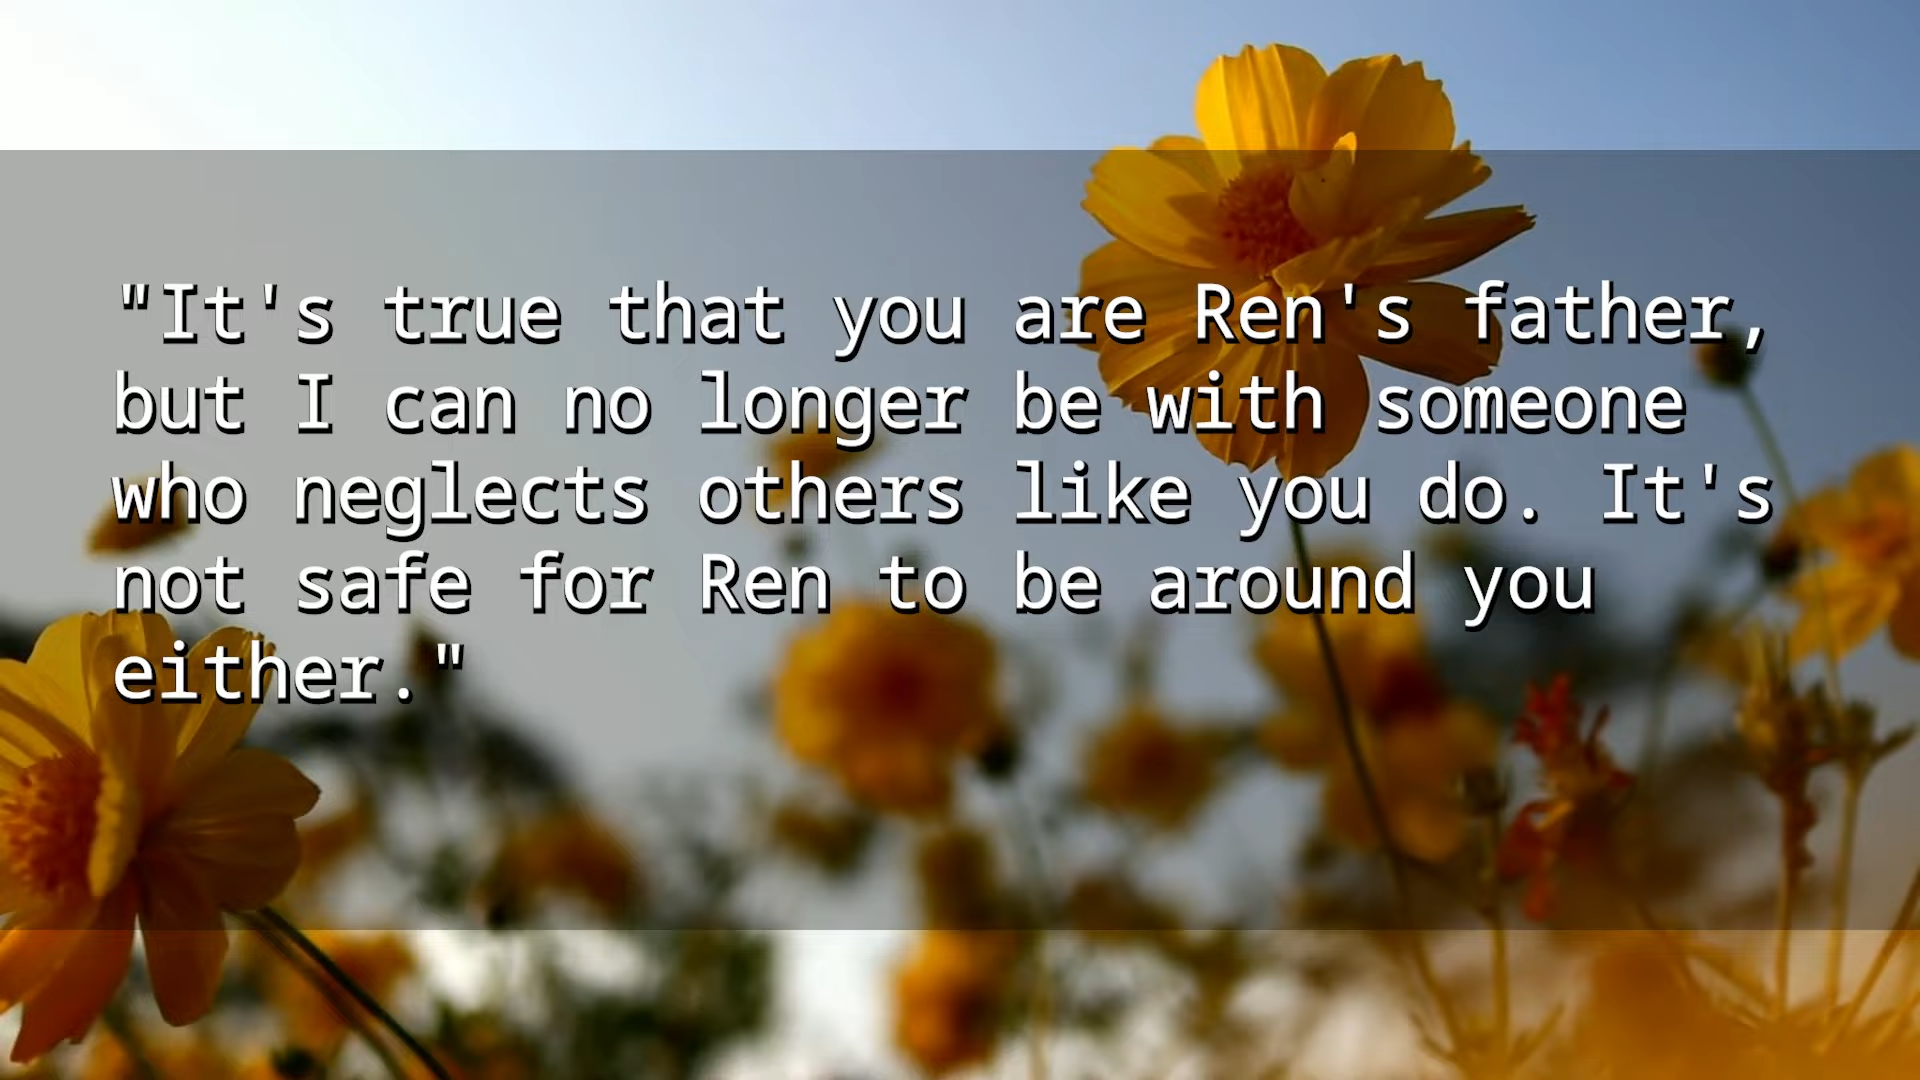 "It's true that you are Ren's father,
but I can no longer be with someone
who neglects others like you do. It's
not safe for Ren to be around you
either."